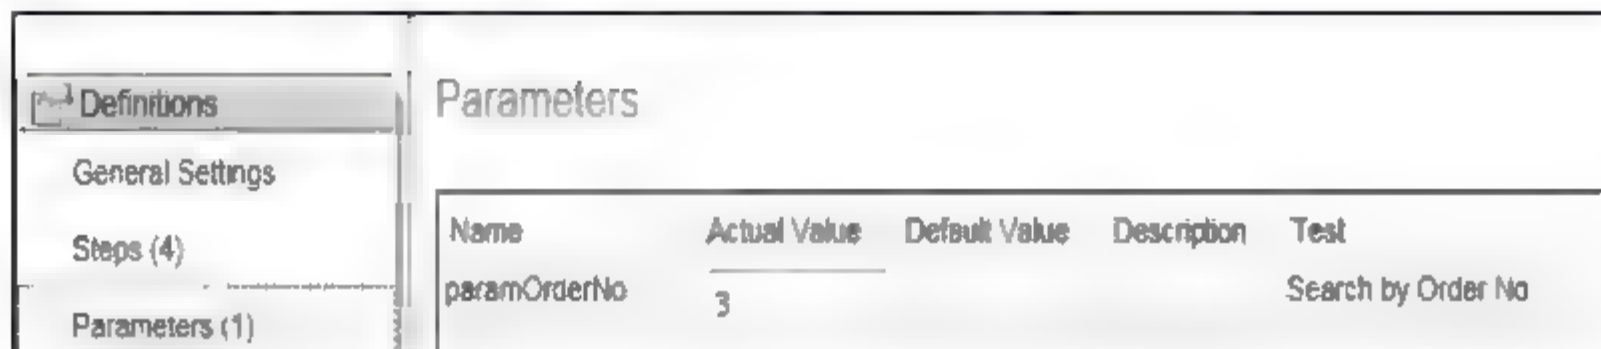 Definitions
General Settings
Steps (4)
Parameters (1)
Parameters
Name Actual Value Default Value Description Test
paramOrderNo 3 Search by Order No